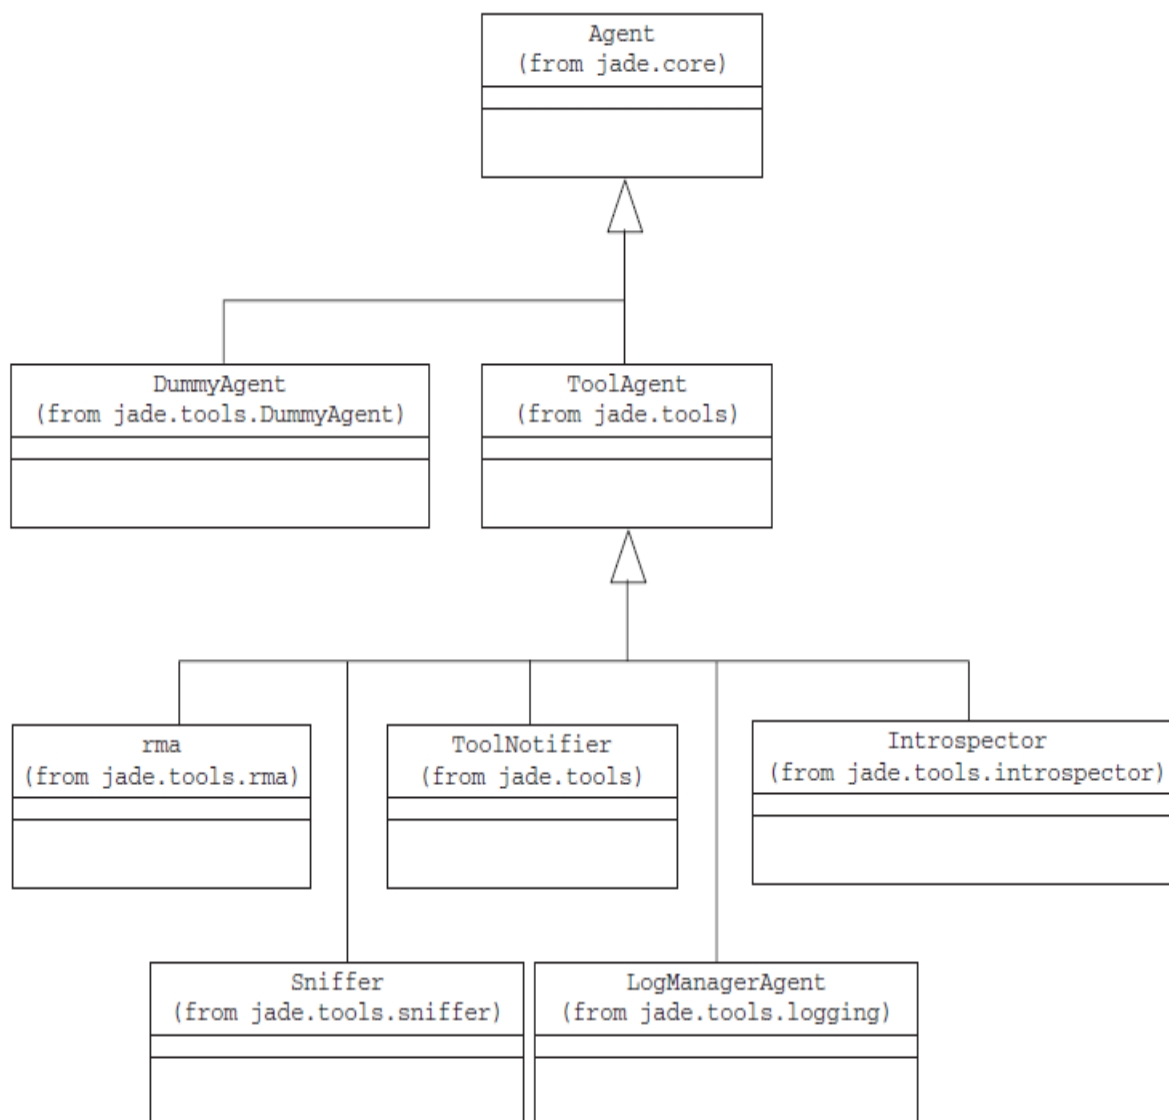 Agent
(from jade.core)
DummyAgent
(from jade.tools.DummyAgent)
ToolAgent
(from jade.tools)
rma
(from jade.tools.rma)
ToolNotifier
(from jade.tools)
Introspector
(from jade.tools.introspector)
Sniffer
(from jade.tools.sniffer)
LogManagerAgent
(from jade.tools.logging)